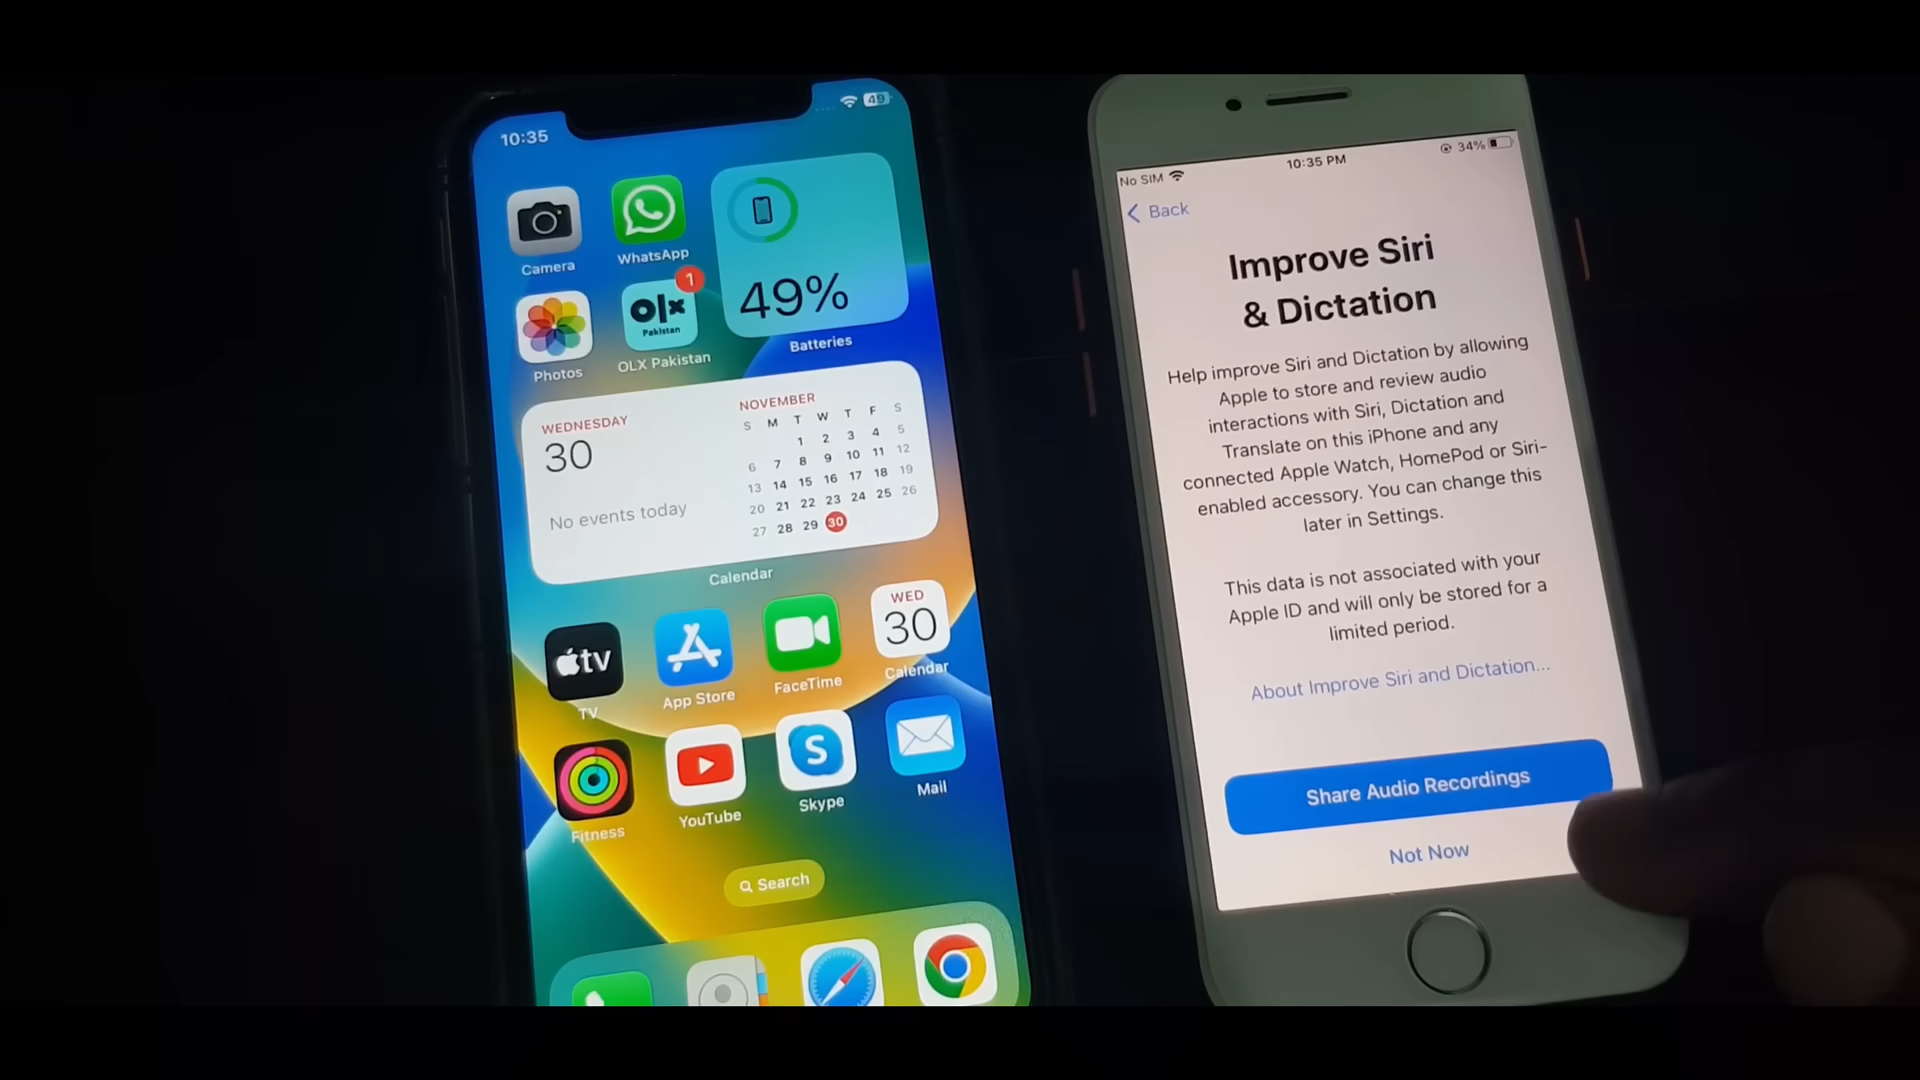 10:35
49
Camera
WhatsApp
49%
Batteries
Photos
1
olx
Pakistan
OLX Pakistan
WEDNESDAY
30
No events today
NOVEMBER
S M T W T F S
1 2 3 4 5
6 7 8 9 10 11 12
13 14 15 16 17 18 19
20 21 22 23 24 25 26
27 28 29 30
Calendar
tv
TV
App Store
FaceTime
WED
30
Calendar
Fitness
YouTube
S
Skype
Mail
Search
No SIM
10:35 PM
34%
Back
Improve Siri
& Dictation
Help improve Siri and Dictation by allowing
Apple to store and review audio
interactions with Siri, Dictation and
Translate on this iPhone and any
connected Apple Watch, HomePod or Siri-
enabled accessory. You can change this
later in Settings.
This data is not associated with your
Apple ID and will only be stored for a
limited period.
About Improve Siri and Dictation...
Share Audio Recordings
Not Now